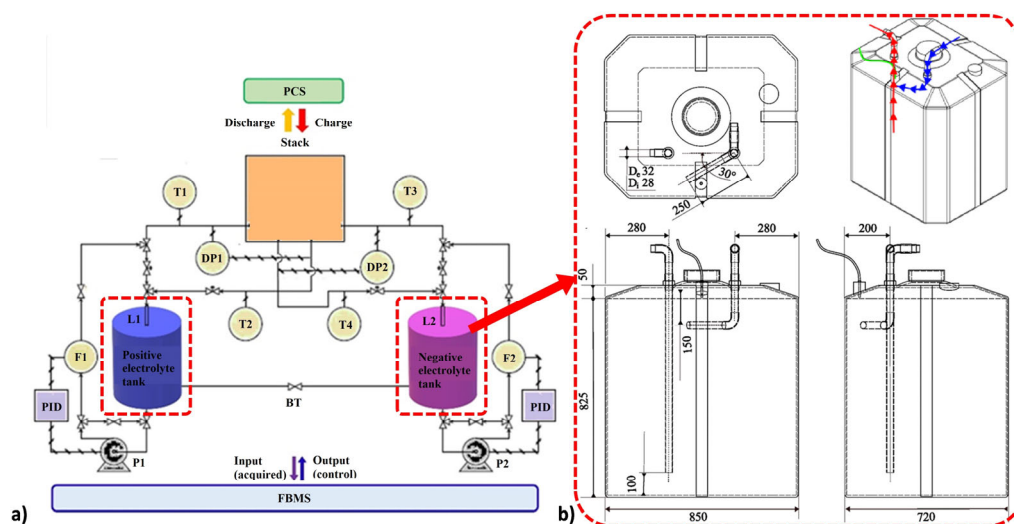 PCS
Discharge
Charge
Stack
T1
T3
DP1
DP2
T2
T4
L1
L2
F1
Positive
electrolyte
tank
Negative
electrolyte
tank
F2
PID
BT
PID
P1
P2
Input
(acquired)
Output
(control)
FBMS
a)
Dₑ 32
Dᵢ 28
30°
250
280
280
200
50
150
825
100
850
720
b)